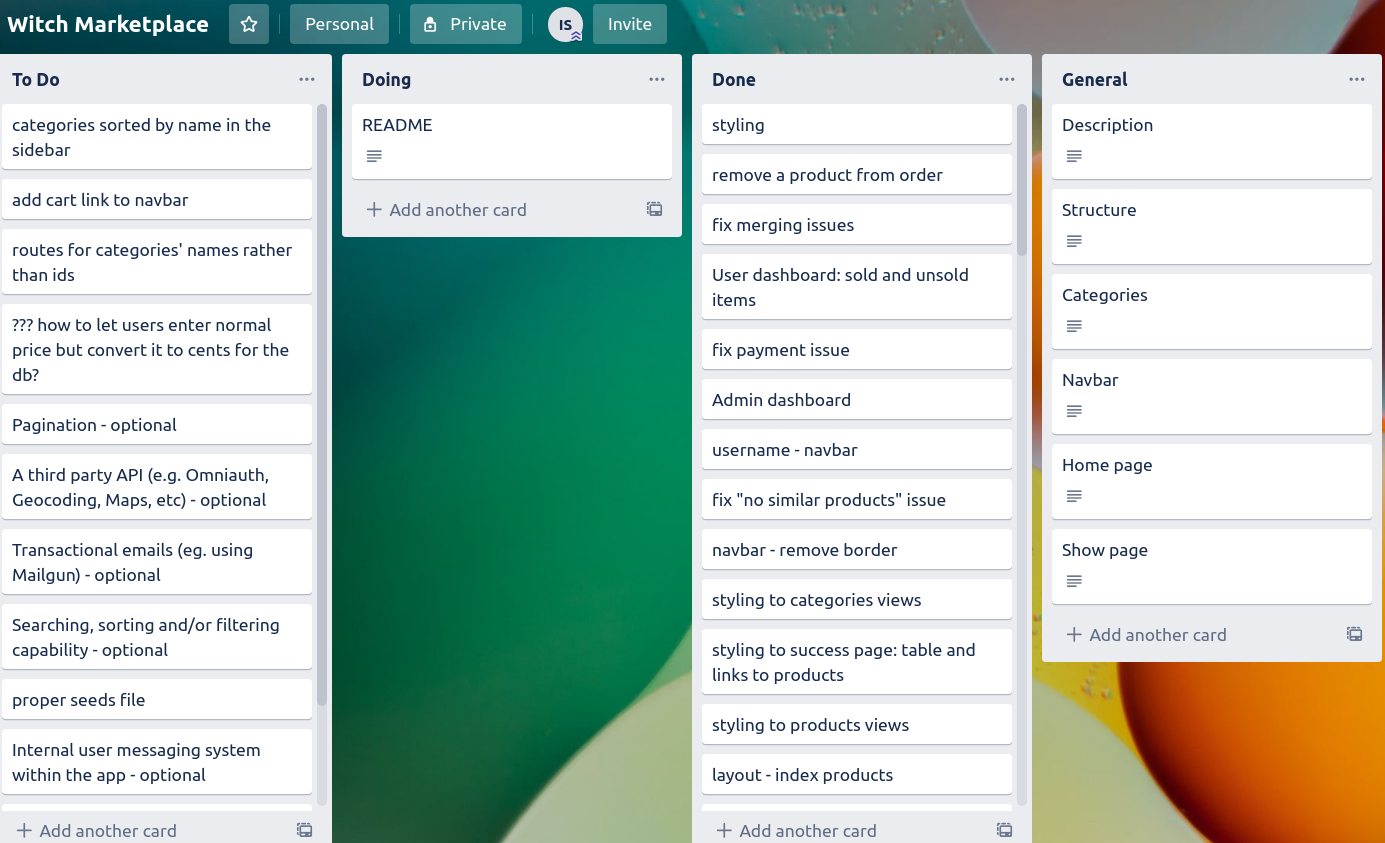 Witch Marketplace
Personal
Private
IS
Invite
To Do
categories sorted by name in the
sidebar
add cart link to navbar
routes for categories' names rather
than ids
??? how to let users enter normal
price but convert it to cents for the
db?
Pagination - optional
A third party API (e.g. Omniauth,
Geocoding, Maps, etc) - optional
Transactional emails (eg. using
Mailgun) - optional
Searching, sorting and/or filtering
capability - optional
proper seeds file
Internal user messaging system
within the app - optional
Add another card
Doing
README
Add another card
Done
styling
remove a product from order
fix merging issues
User dashboard: sold and unsold
items
fix payment issue
Admin dashboard
username - navbar
fix "no similar products" issue
navbar - remove border
styling to categories views
styling to success page: table and
links to products
styling to products views
layout - index products
Add another card
General
Description
Structure
Categories
Navbar
Home page
Show page
Add another card